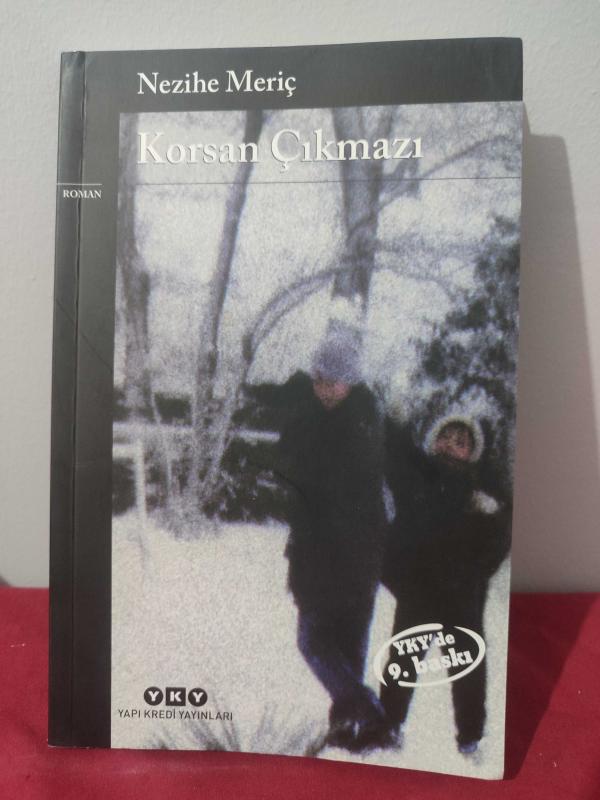 Nezihe Meriç
Korsan Çıkmazı
ROMAN
YKY'de
9. baskı
YKY
YAPI KREDİ YAYINLARI